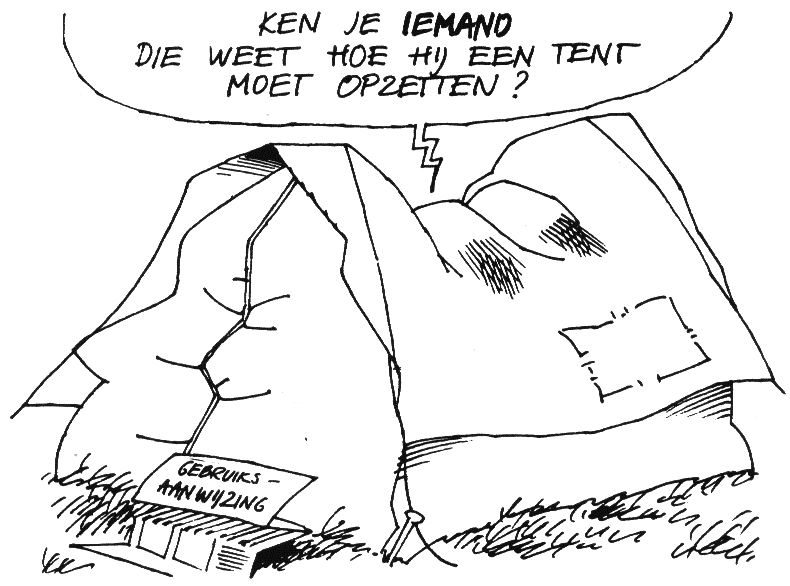 KEN JE IEMAND
DIE WEET HOE HIJ EEN TENT
MOET OPZETTEN ?
GEBRUIKS-
AANWIJZING